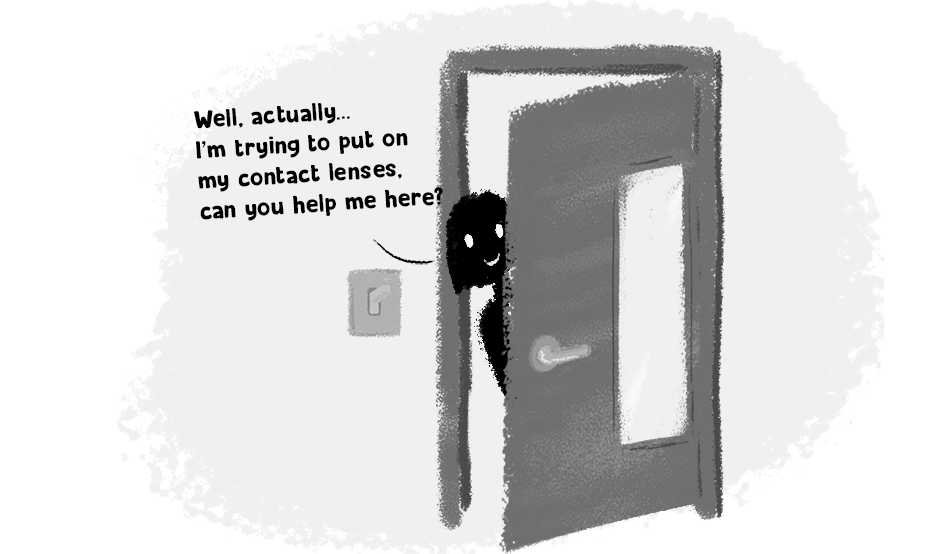 Well, actually...
I'm trying to put on
my contact lenses,
can you help me here?